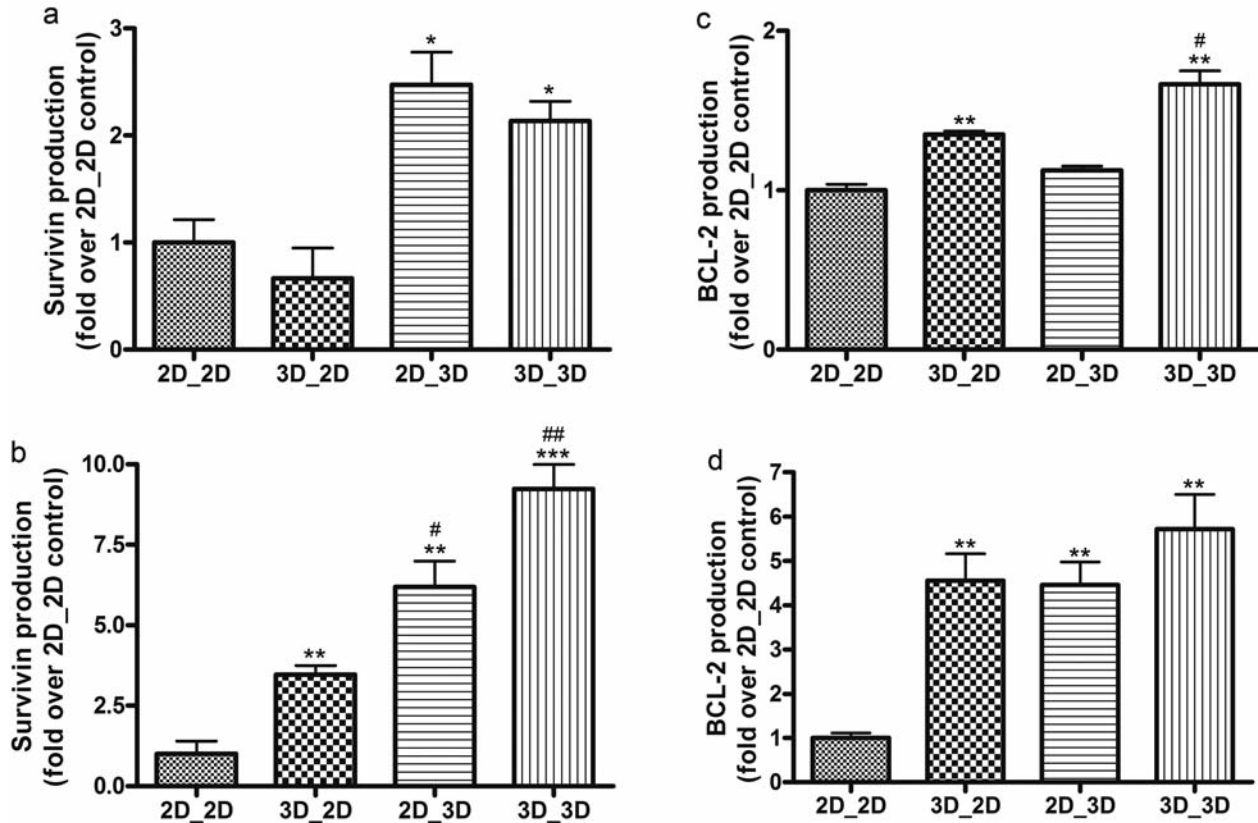 a
Survivin production
(fold over 2D_2D control)
3
2
1
0
*
*
2D_2D 3D_2D 2D_3D 3D_3D
c
BCL-2 production
(fold over 2D_2D control)
2
1
0
**
#
**
2D_2D 3D_2D 2D_3D 3D_3D
b
Survivin production
(fold over 2D_2D control)
10.0
7.5
5.0
2.5
0.0
**
#
**
##
***
2D_2D 3D_2D 2D_3D 3D_3D
d
BCL-2 production
(fold over 2D_2D control)
7
6
5
4
3
2
1
0
**
**
**
2D_2D 3D_2D 2D_3D 3D_3D